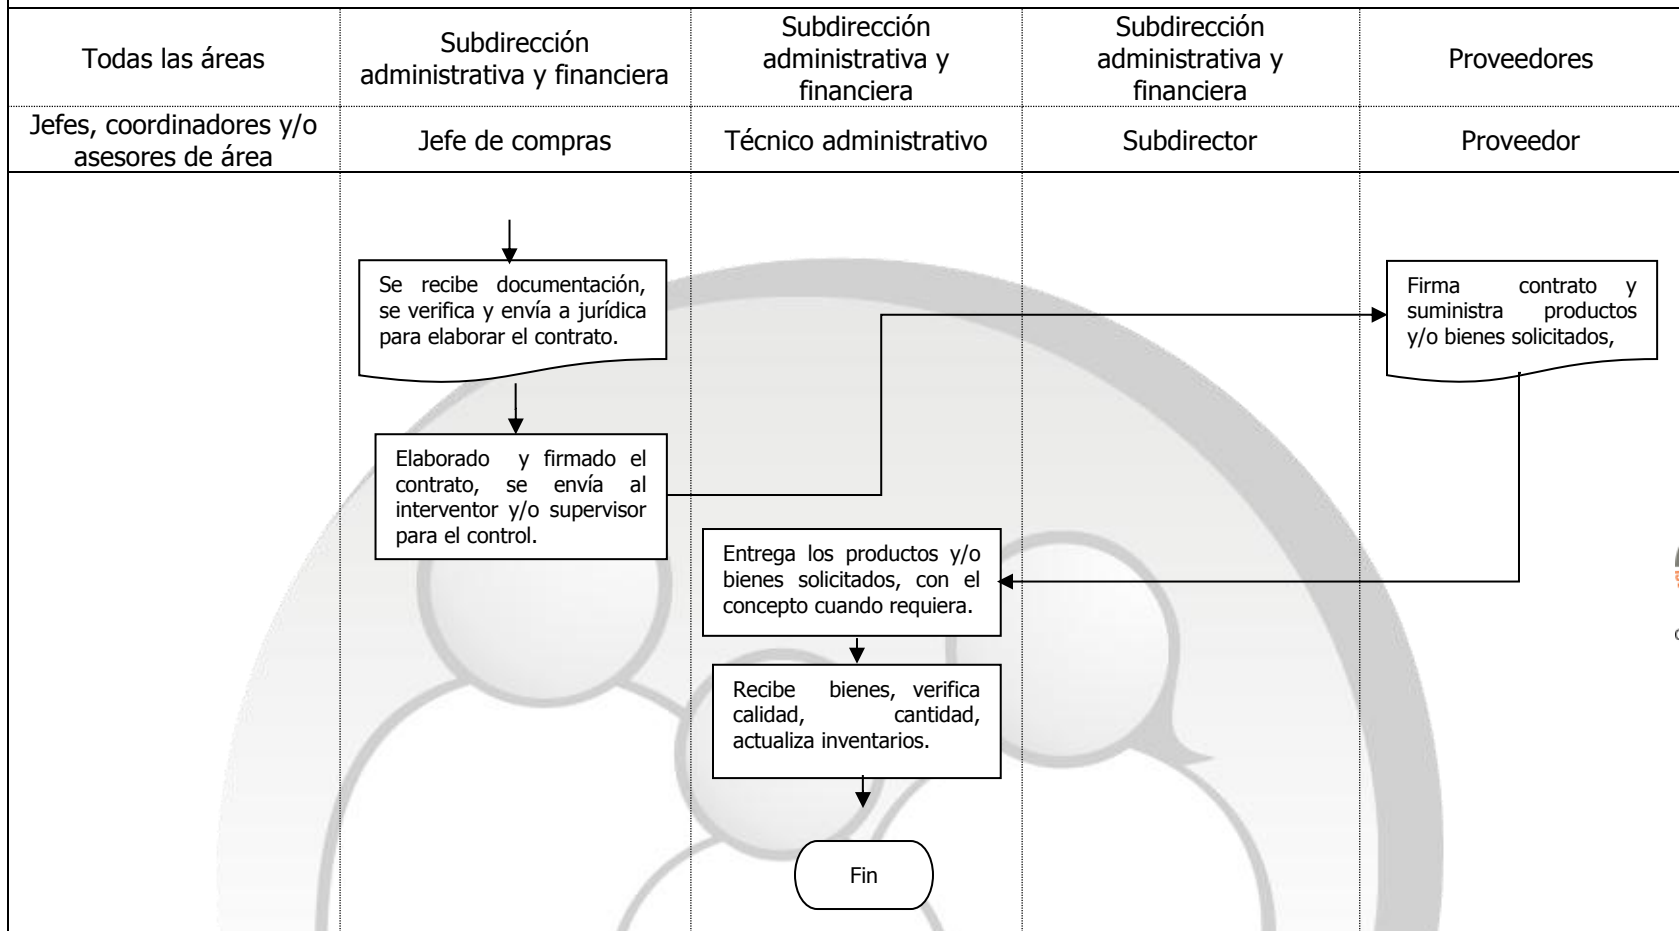 Todas las áreas
Subdirección
administrativa y financiera
Subdirección
administrativa y
financiera
Subdirección
administrativa y
financiera
Proveedores
Jefes, coordinadores y/o
asesores de área
Jefe de compras
Técnico administrativo
Subdirector
Proveedor
Se recibe documentación,
se verifica y envía a jurídica
para elaborar el contrato.
Firma contrato y
suministra productos
y/o bienes solicitados,
Elaborado y firmado el
contrato, se envía al
interventor y/o supervisor
para el control.
Entrega los productos y/o
bienes solicitados, con el
concepto cuando requiera.
Recibe bienes, verifica
calidad, cantidad,
actualiza inventarios.
Fin